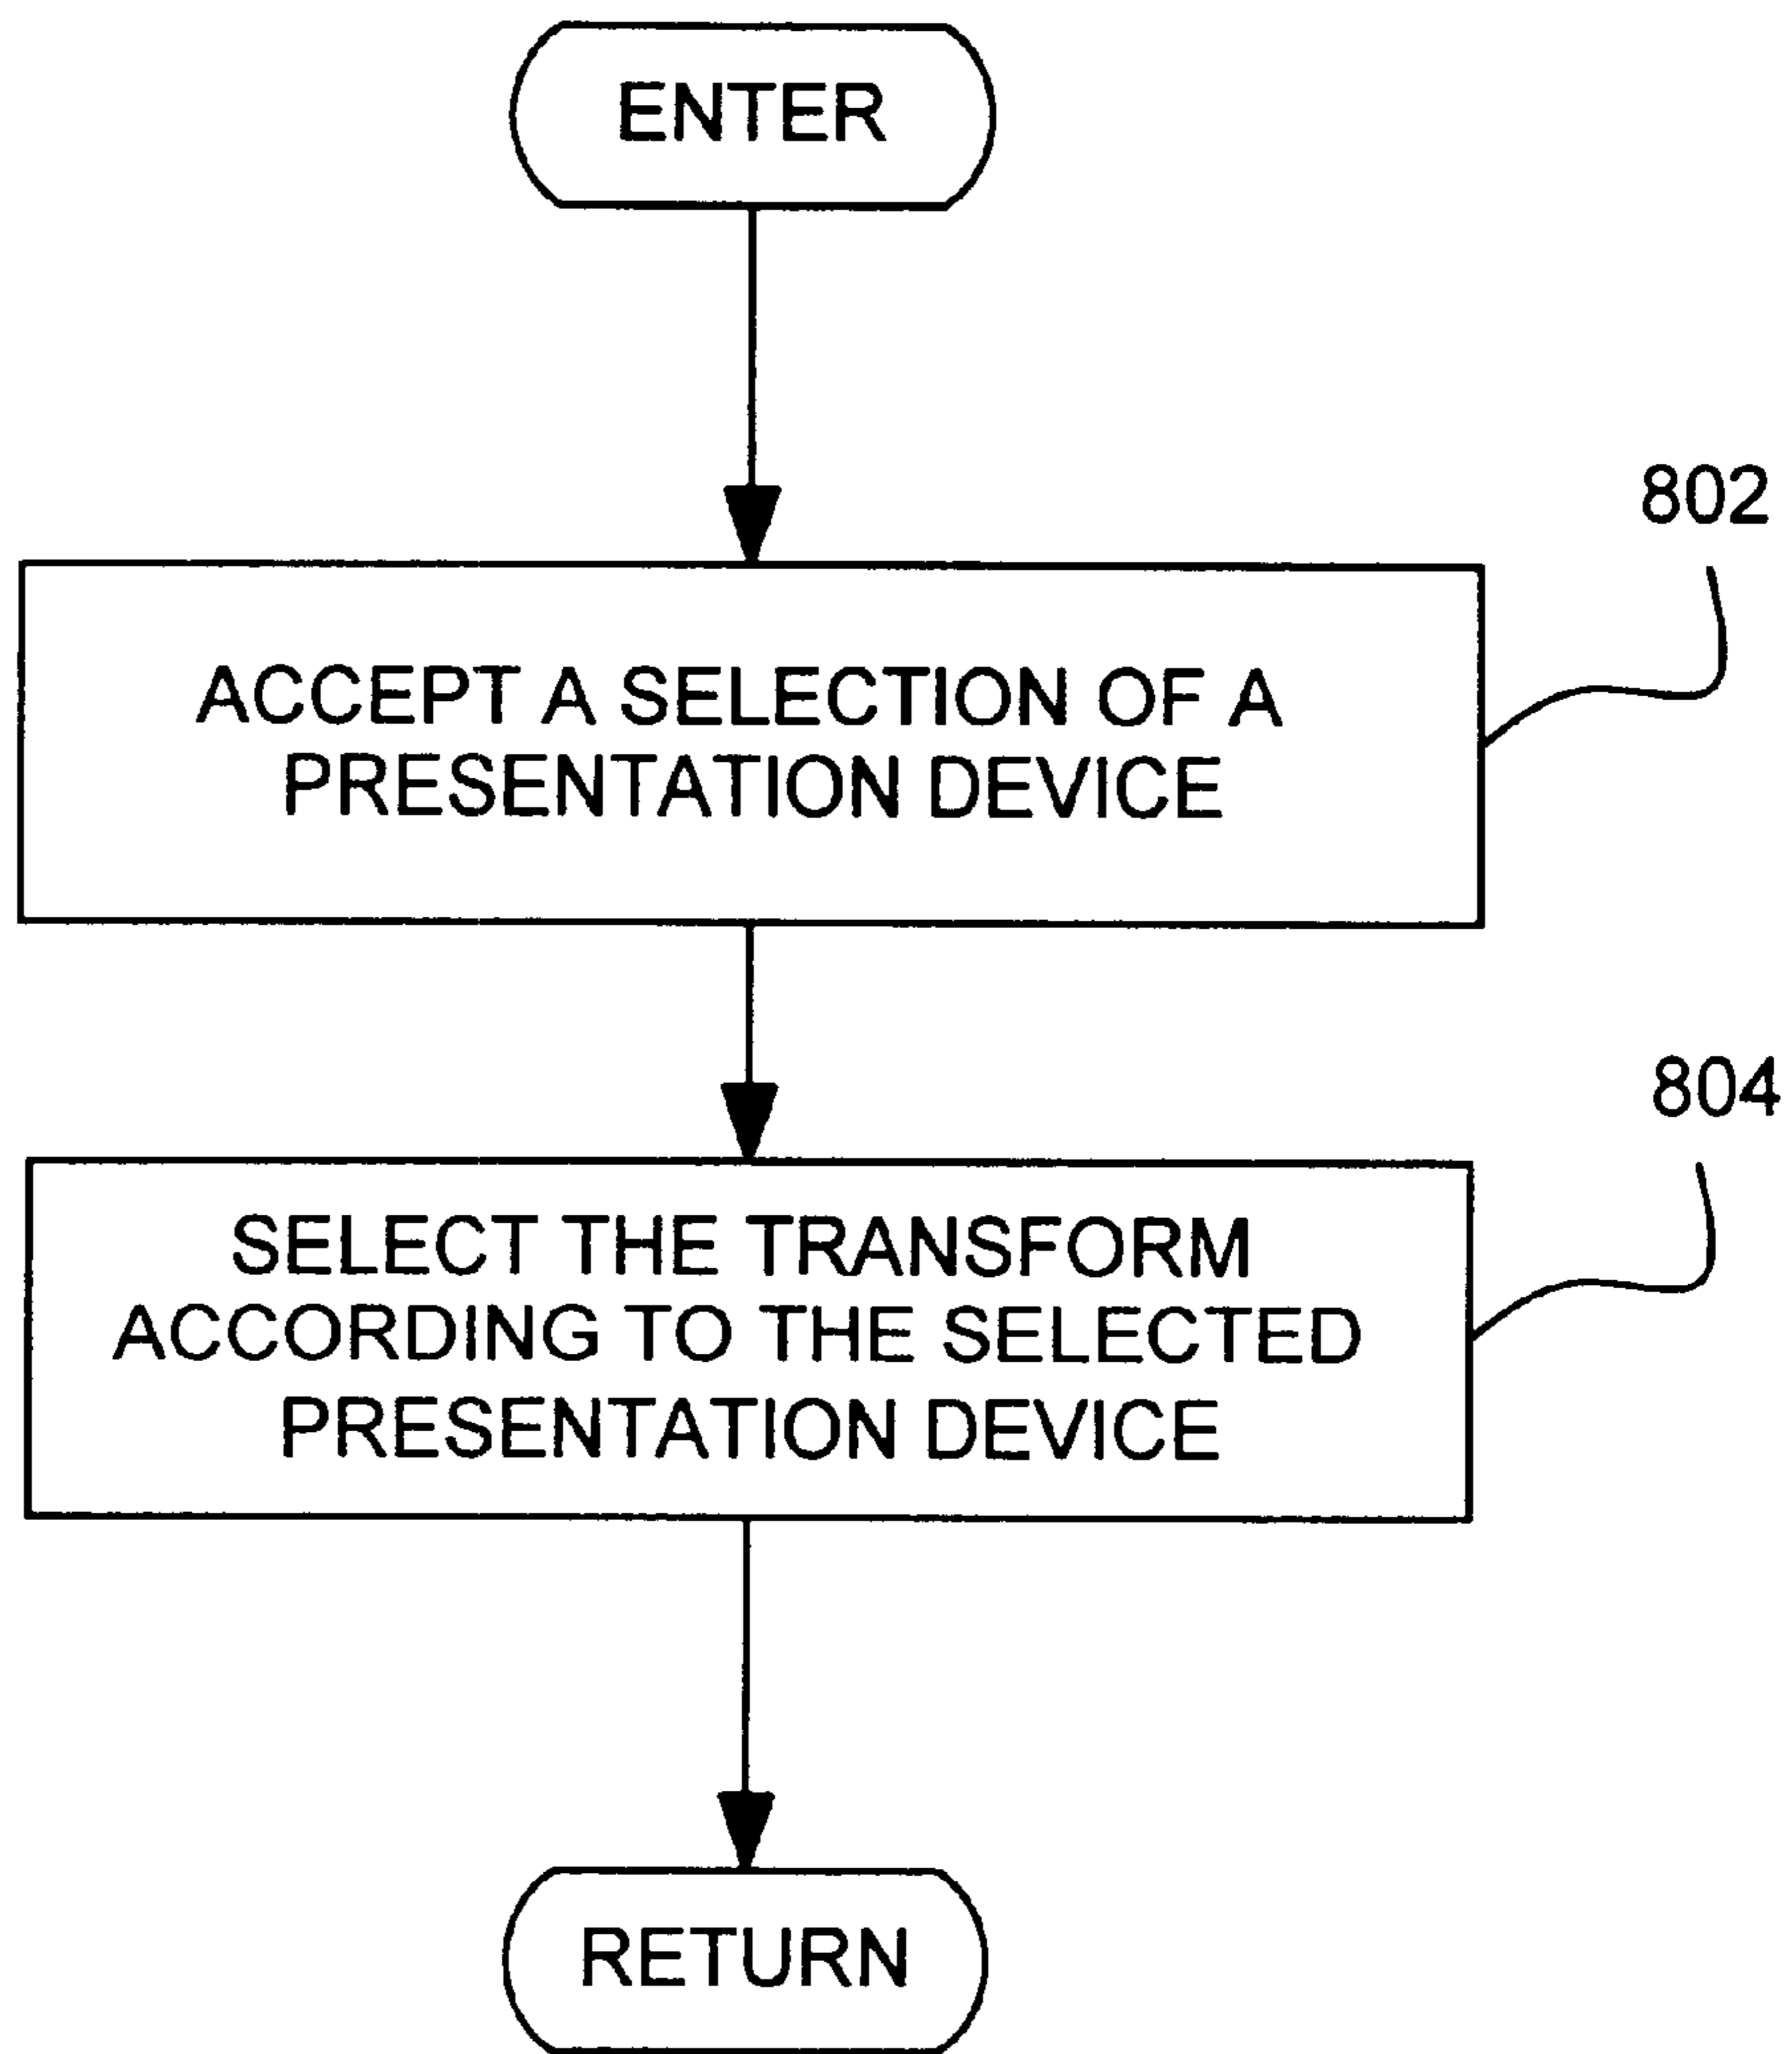 ENTER
802
ACCEPT A SELECTION OF A
PRESENTATION DEVICE
804
SELECT THE TRANSFORM
ACCORDING TO THE SELECTED
PRESENTATION DEVICE
RETURN